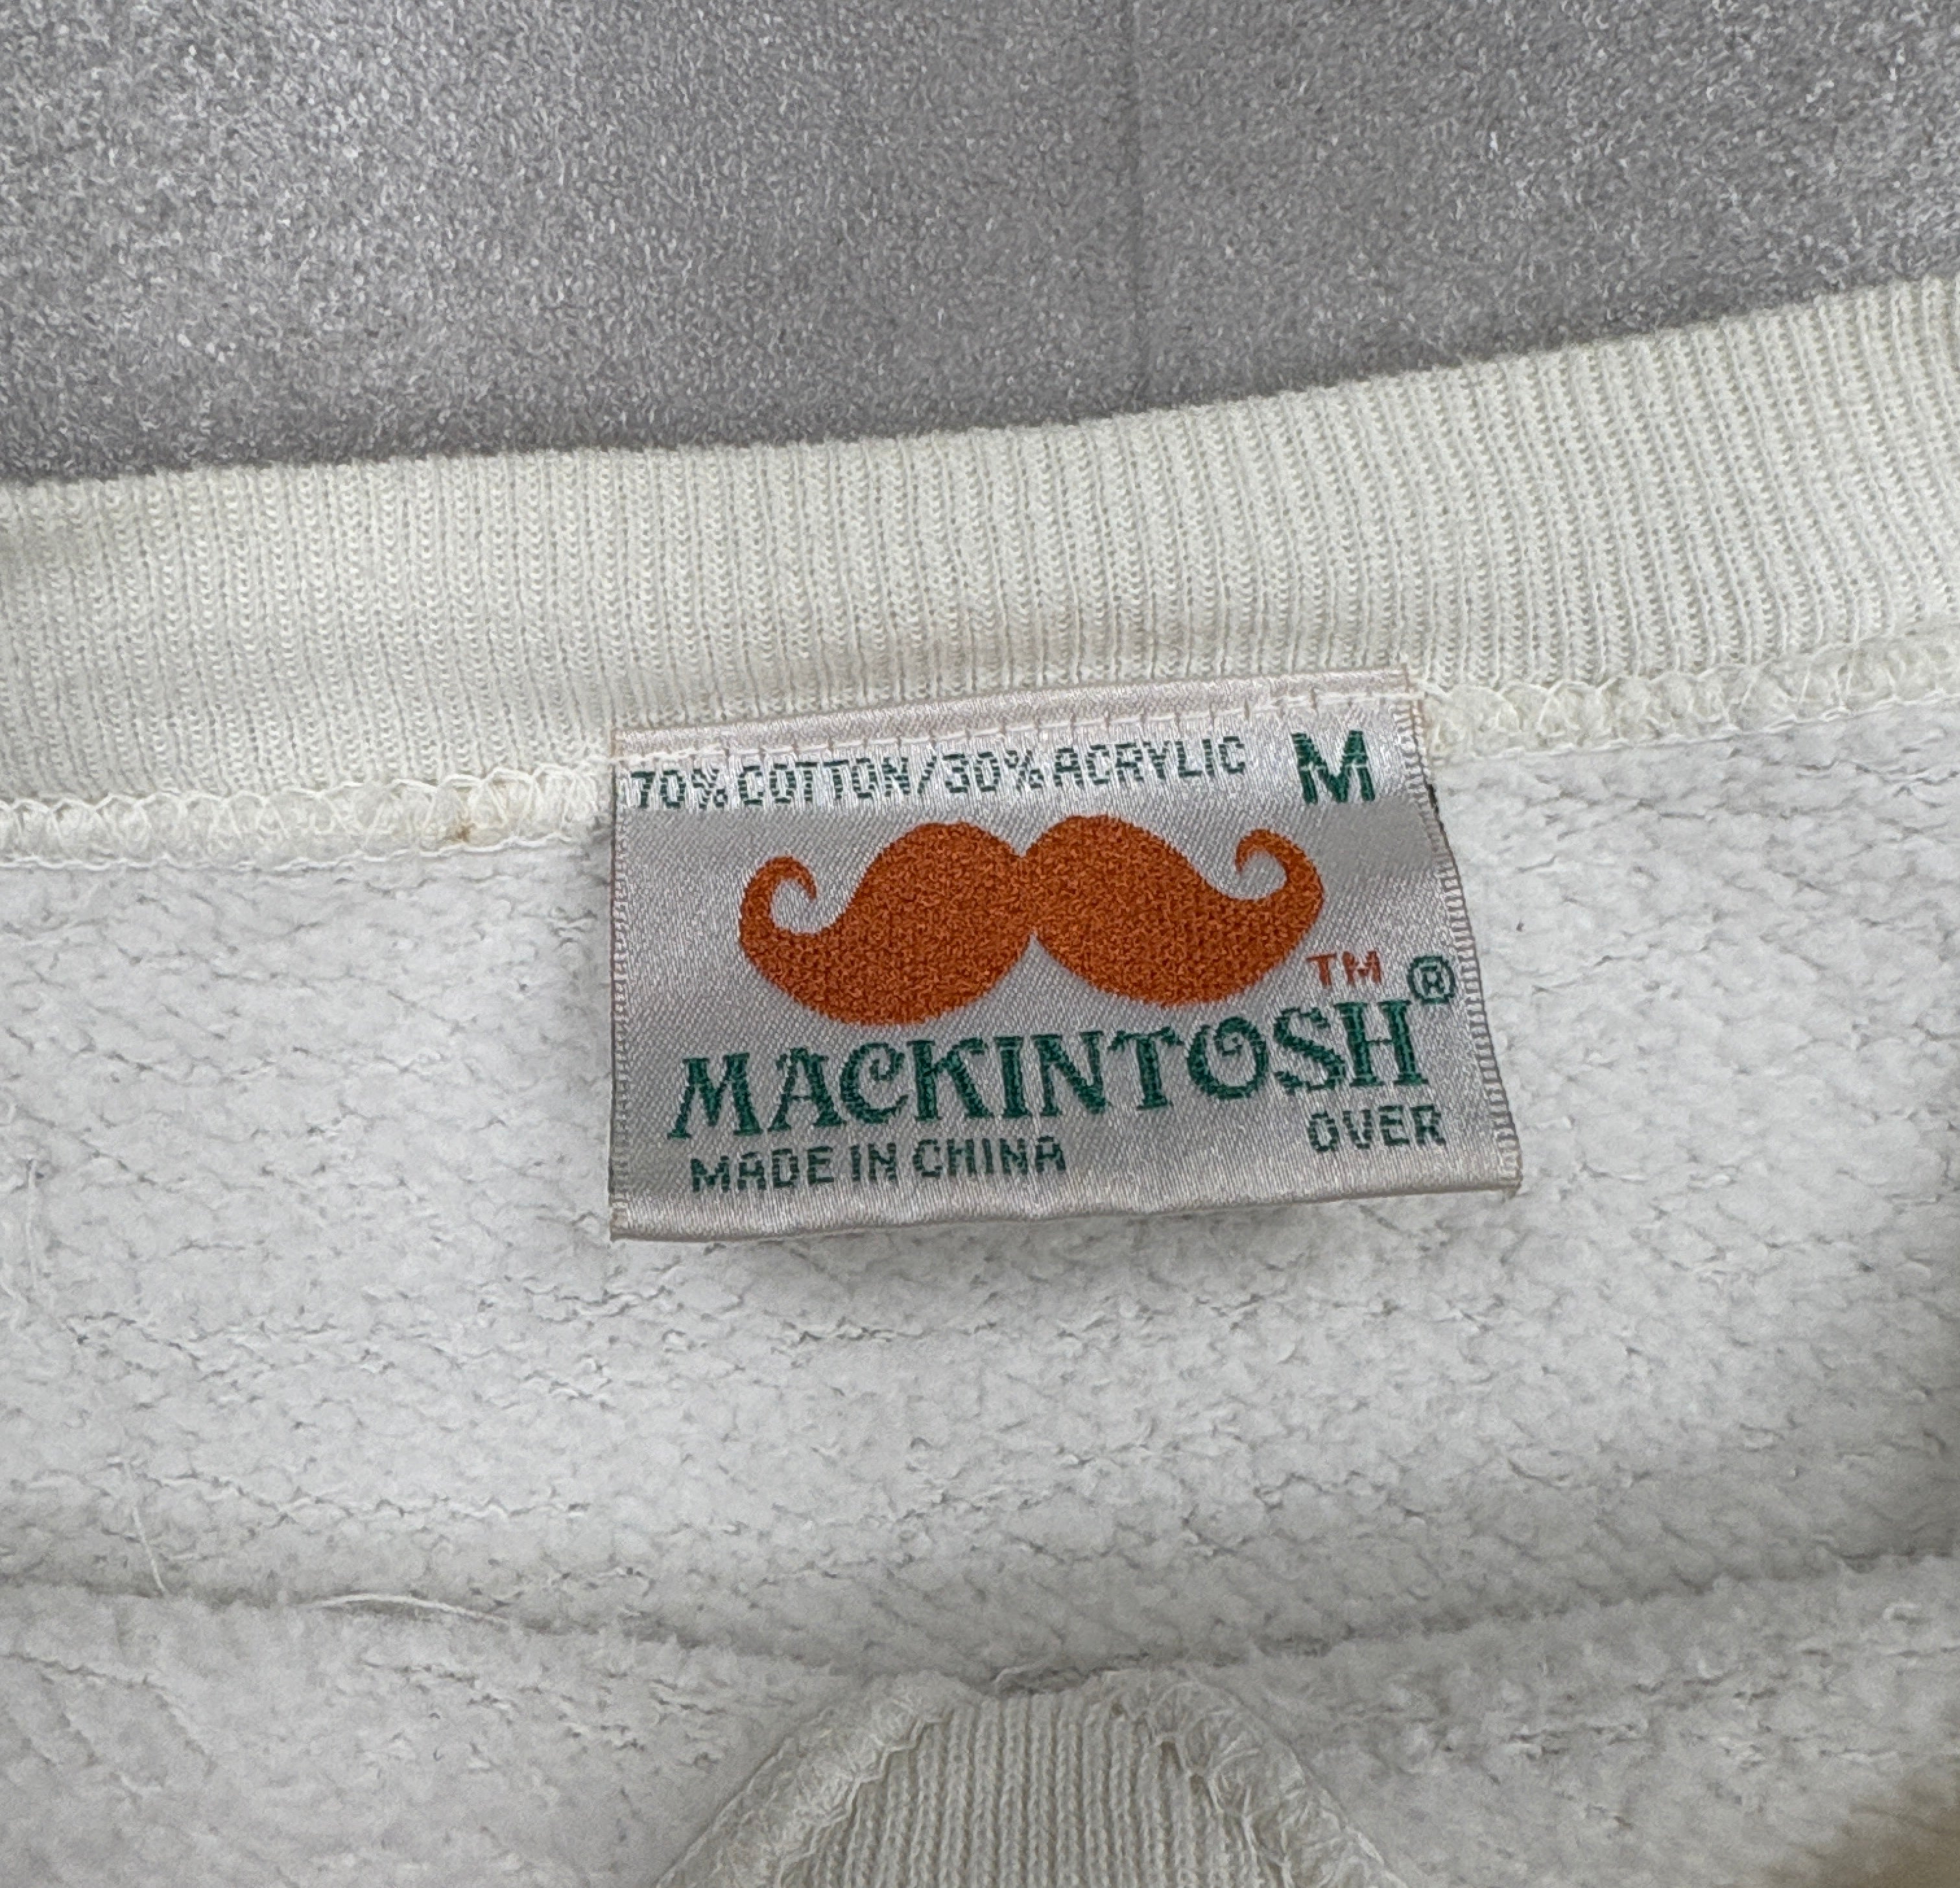 70% COTTON/30% ACRYLIC M
TM
MACKINTOSH®
MADE IN CHINA OVER